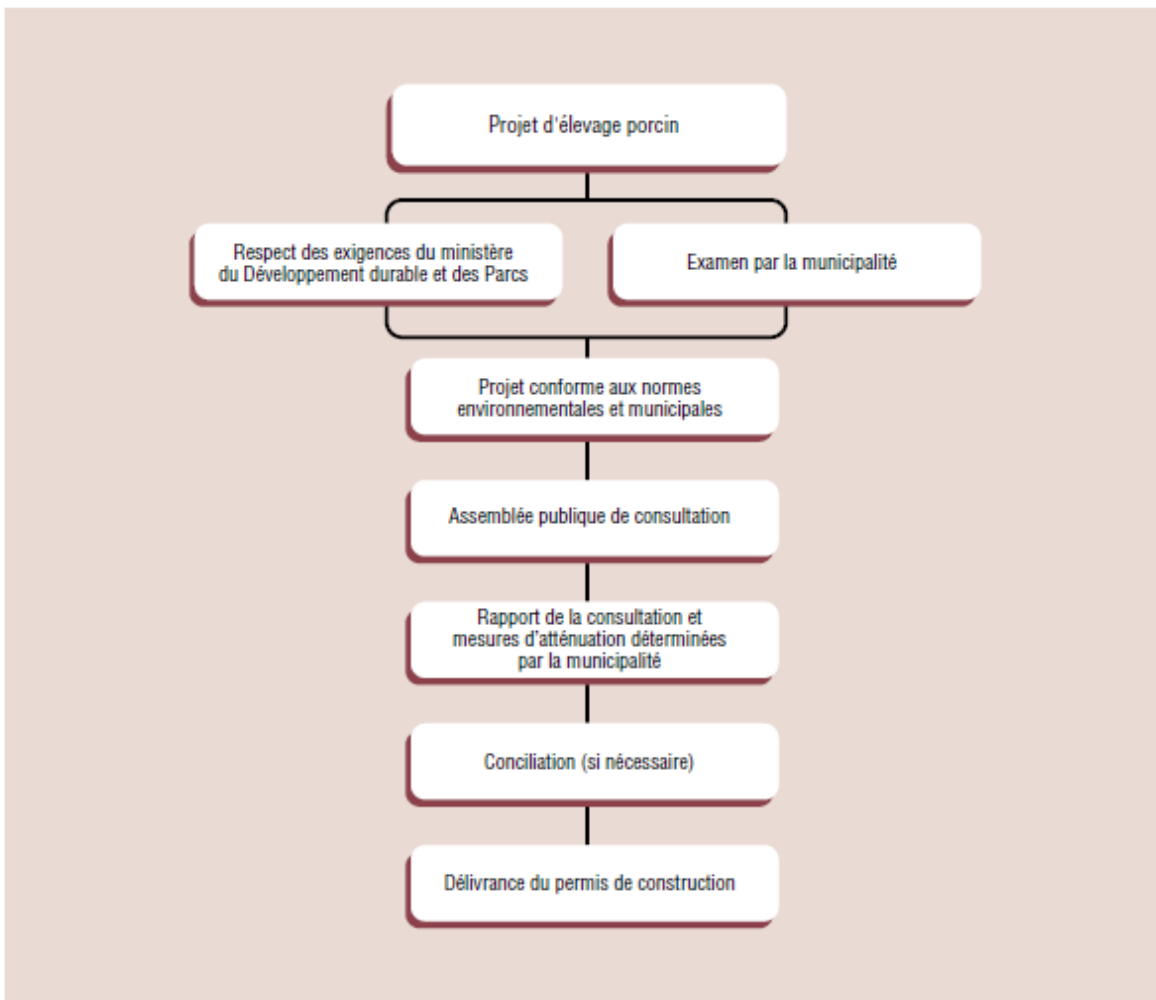 Projet d'élevage porcin
Respect des exigences du ministère
du Développement durable et des Parcs
Examen par la municipalité
Projet conforme aux normes
environnementales et municipales
Assemblée publique de consultation
Rapport de la consultation et
mesures d'atténuation déterminées
par la municipalité
Conciliation (si nécessaire)
Délivrance du permis de construction